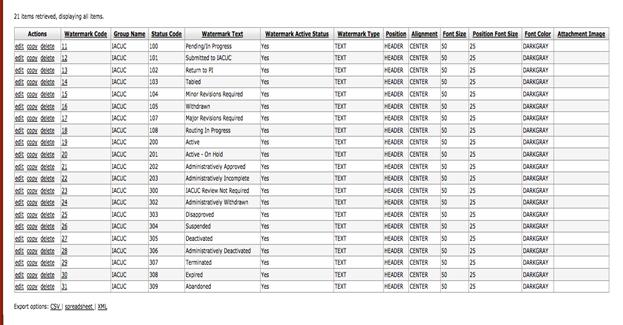 21 items retrieved, displaying all items.
Actions Watermark Code Group Name Status Code Watermark Text Watermark Active Status Watermark Type Position Alignment Font Size Position Font Size Font Color Attachment Image
edit copy delete 11 IACUC 100 Pending/In Progress Yes TEXT HEADER CENTER 50 25 DARKGRAY
edit copy delete 12 IACUC 101 Submitted to IACUC Yes TEXT HEADER CENTER 50 25 DARKGRAY
edit copy delete 13 IACUC 102 Return to PI Yes TEXT HEADER CENTER 50 25 DARKGRAY
edit copy delete 14 IACUC 103 Tabled Yes TEXT HEADER CENTER 50 25 DARKGRAY
edit copy delete 15 IACUC 104 Minor Revisions Required Yes TEXT HEADER CENTER 50 25 DARKGRAY
edit copy delete 16 IACUC 105 Withdrawn Yes TEXT HEADER CENTER 50 25 DARKGRAY
edit copy delete 17 IACUC 107 Major Revisions Required Yes TEXT HEADER CENTER 50 25 DARKGRAY
edit copy delete 18 IACUC 108 Routing In Progress Yes TEXT HEADER CENTER 50 25 DARKGRAY
edit copy delete 19 IACUC 200 Active Yes TEXT HEADER CENTER 50 25 DARKGRAY
edit copy delete 20 IACUC 201 Active - On Hold Yes TEXT HEADER CENTER 50 25 DARKGRAY
edit copy delete 21 IACUC 202 Administratively Approved Yes TEXT HEADER CENTER 50 25 DARKGRAY
edit copy delete 22 IACUC 203 Administratively Incomplete Yes TEXT HEADER CENTER 50 25 DARKGRAY
edit copy delete 23 IACUC 300 IACUC Review Not Required Yes TEXT HEADER CENTER 50 25 DARKGRAY
edit copy delete 24 IACUC 302 Administratively Withdrawn Yes TEXT HEADER CENTER 50 25 DARKGRAY
edit copy delete 25 IACUC 303 Disapproved Yes TEXT HEADER CENTER 50 25 DARKGRAY
edit copy delete 26 IACUC 304 Suspended Yes TEXT HEADER CENTER 50 25 DARKGRAY
edit copy delete 27 IACUC 305 Deactivated Yes TEXT HEADER CENTER 50 25 DARKGRAY
edit copy delete 28 IACUC 306 Administratively Deactivated Yes TEXT HEADER CENTER 50 25 DARKGRAY
edit copy delete 29 IACUC 307 Terminated Yes TEXT HEADER CENTER 50 25 DARKGRAY
edit copy delete 30 IACUC 308 Expired Yes TEXT HEADER CENTER 50 25 DARKGRAY
edit copy delete 31 IACUC 309 Abandoned Yes TEXT HEADER CENTER 50 25 DARKGRAY
Export options: CSV | spreadsheet | XML